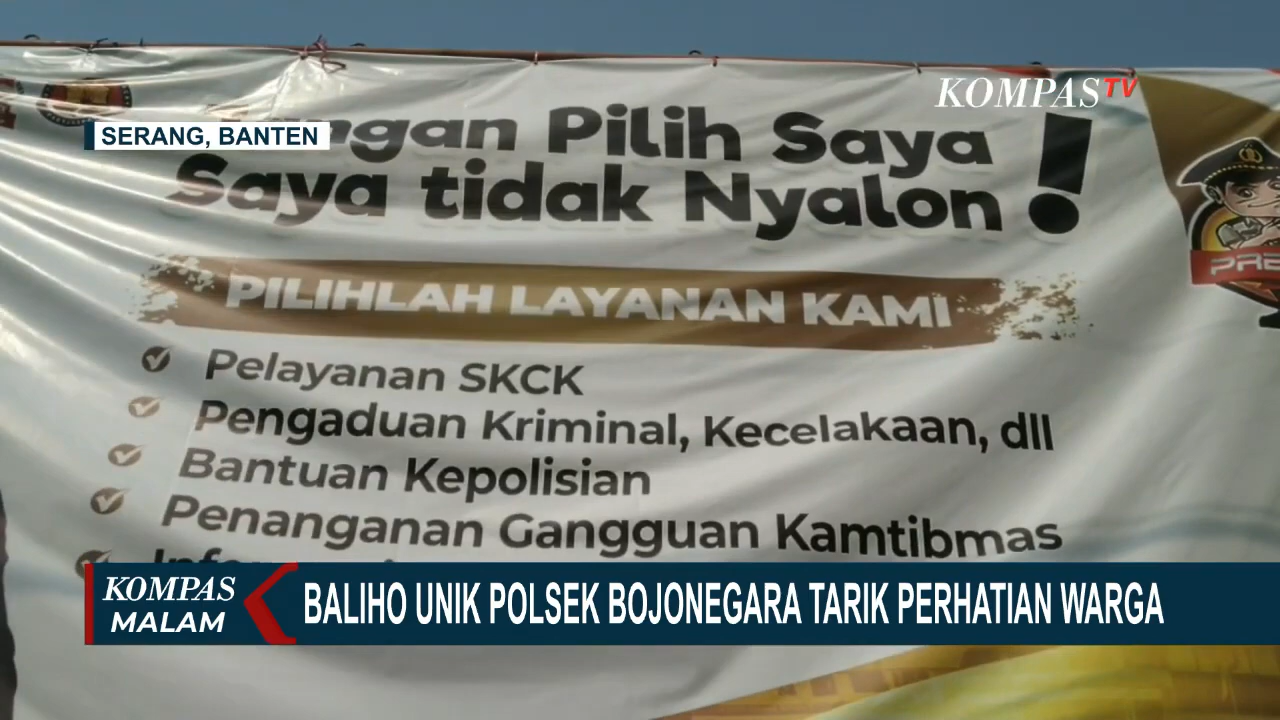 KOMPASTV
SERANG, BANTEN
ngan Pilih Saya
Saya tidak Nyalon !
PILIHLAH LAYANAN KAMI
Pelayanan SKCK
Pengaduan Kriminal, Kecelakaan, dll
Bantuan Kepolisian
Penanganan Gangguan Kamtibmas
KOMPAS
MALAM
BALIHO UNIK POLSEK BOJONEGARA TARIK PERHATIAN WARGA